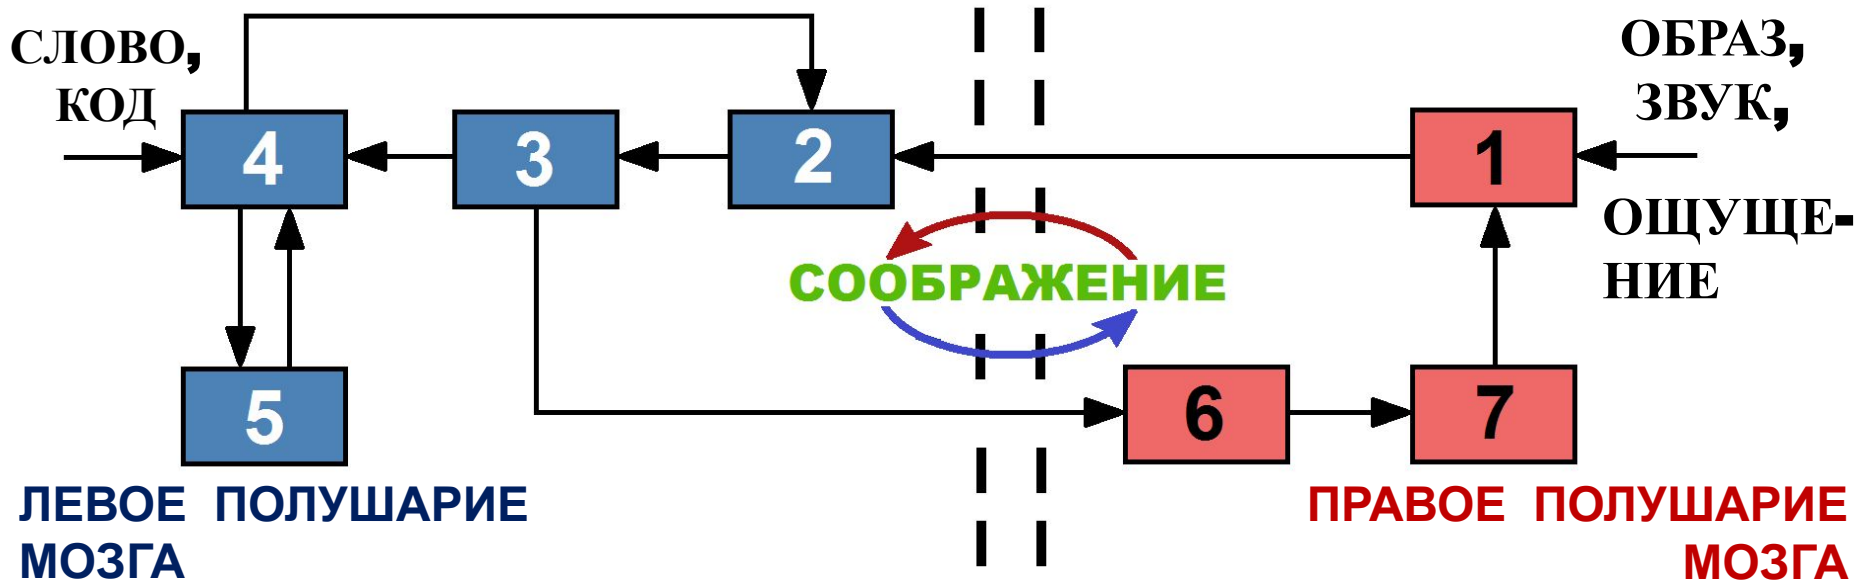 СЛОВО,
КОД
ОБРАЗ,
ЗВУК,
4
3
2
1
ОЩУЩЕ-
НИЕ
СООБРАЖЕНИЕ
5
6
7
ЛЕВОЕ ПОЛУШАРИЕ
МОЗГА
ПРАВОЕ ПОЛУШАРИЕ
МОЗГА